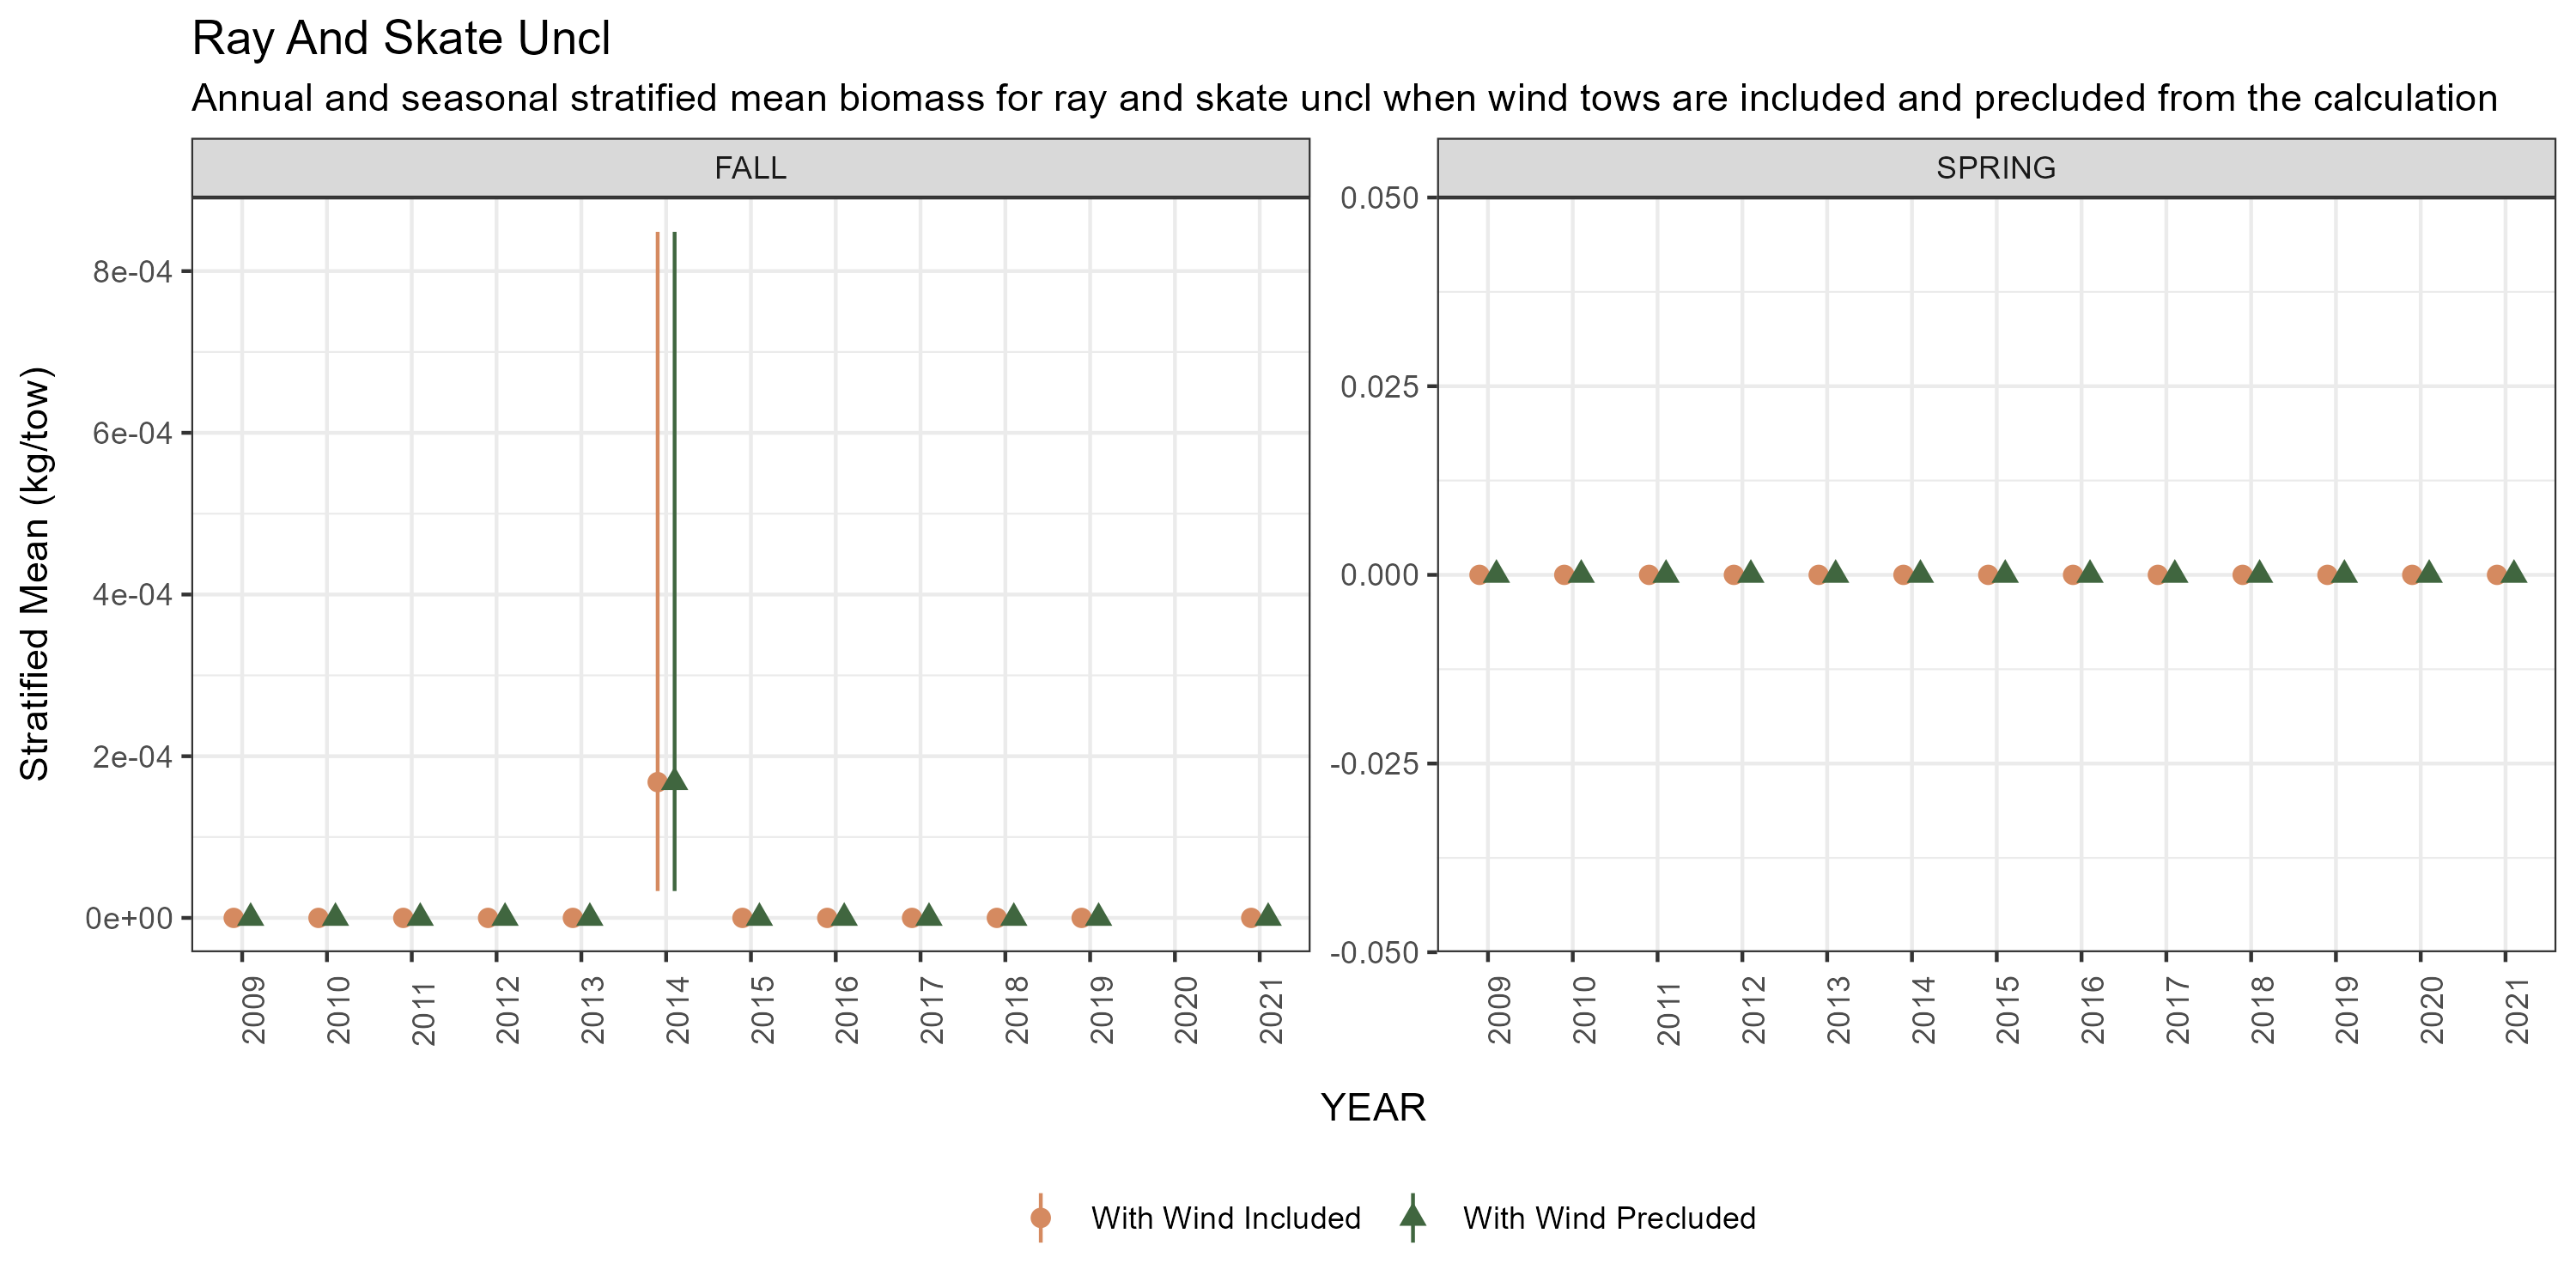 Ray And Skate Uncl
Annual and seasonal stratified mean biomass for ray and skate uncl when wind tows are included and precluded from the calculation
FALL
SPRING
Stratified Mean (kg/tow)
8e-04
6e-04
4e-04
2e-04
0e+00
0.050
0.025
0.000
-0.025
-0.050
2009 2010 2011 2012 2013 2014 2015 2016 2017 2018 2019 2020 2021
2009 2010 2011 2012 2013 2014 2015 2016 2017 2018 2019 2020 2021
YEAR
With Wind Included With Wind Precluded